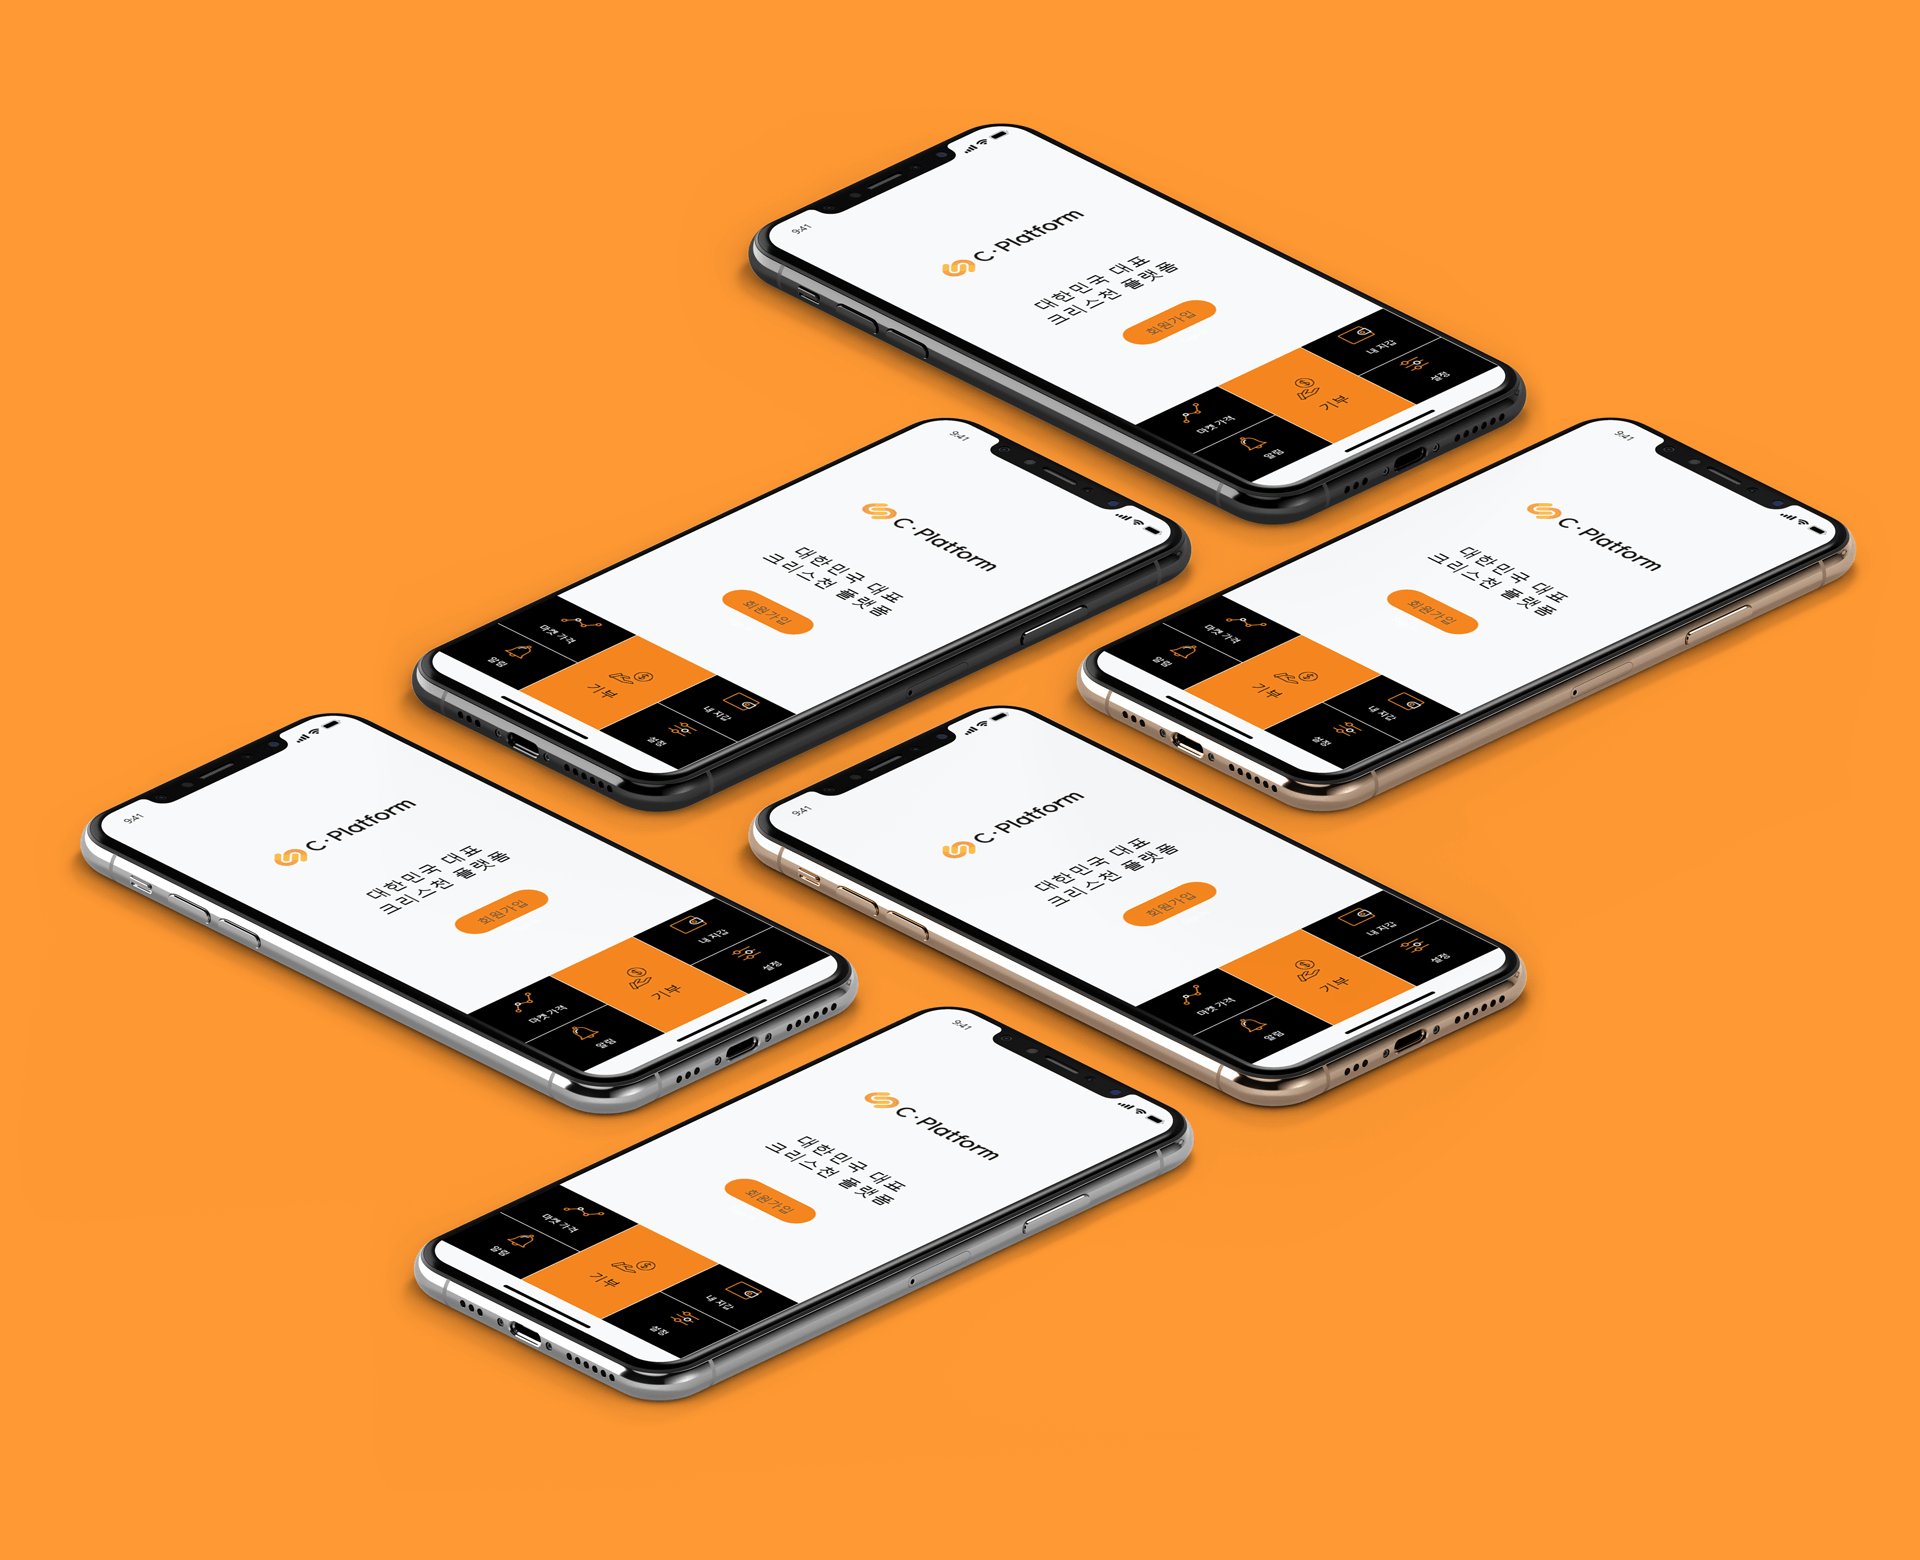 9:41
C·Platform
대한민국 대표
크리스천 플랫폼
회원가입
마켓 가격
알림
기부
내 지갑
설정
9:41
C·Platform
대한민국 대표
크리스천 플랫폼
회원가입
마켓 가격
알림
기부
내 지갑
설정
9:41
C·Platform
대한민국 대표
크리스천 플랫폼
회원가입
마켓 가격
알림
기부
내 지갑
설정
9:41
C·Platform
대한민국 대표
크리스천 플랫폼
회원가입
마켓 가격
알림
기부
내 지갑
설정
9:41
C·Platform
대한민국 대표
크리스천 플랫폼
회원가입
마켓 가격
알림
기부
내 지갑
설정
9:41
C·Platform
대한민국 대표
크리스천 플랫폼
회원가입
마켓 가격
알림
기부
내 지갑
설정